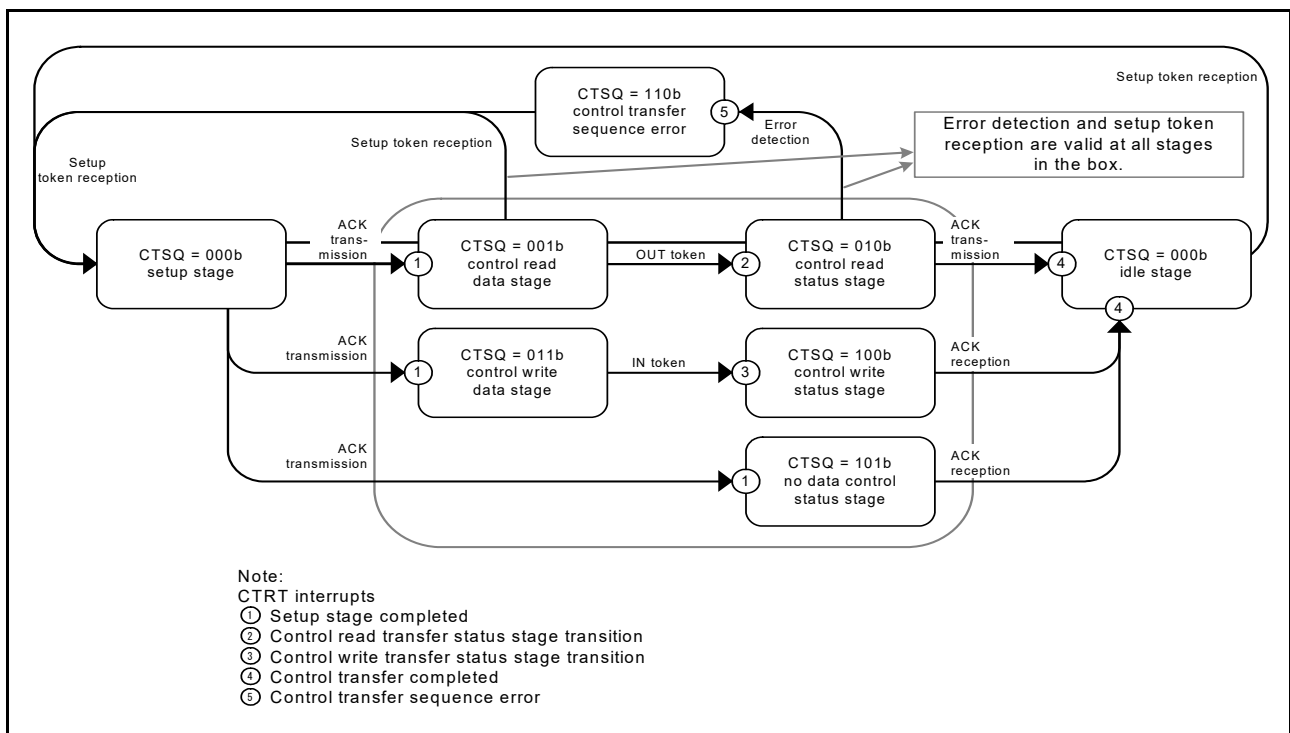 Setup token reception
CTSQ = 110b
control transfer
sequence error
5
Error
detection
Error detection and setup token
reception are valid at all stages
in the box.
Setup token reception
Setup
token reception
CTSQ = 000b
setup stage
ACK
trans-
mission
1
CTSQ = 001b
control read
data stage
OUT token
2
CTSQ = 010b
control read
status stage
ACK
trans-
mission
4
CTSQ = 000b
idle stage
4
ACK
transmission
1
CTSQ = 011b
control write
data stage
IN token
3
CTSQ = 100b
control write
status stage
ACK
reception
ACK
transmission
1
CTSQ = 101b
no data control
status stage
ACK
reception
Note:
CTRT interrupts
① Setup stage completed
② Control read transfer status stage transition
③ Control write transfer status stage transition
④ Control transfer completed
⑤ Control transfer sequence error